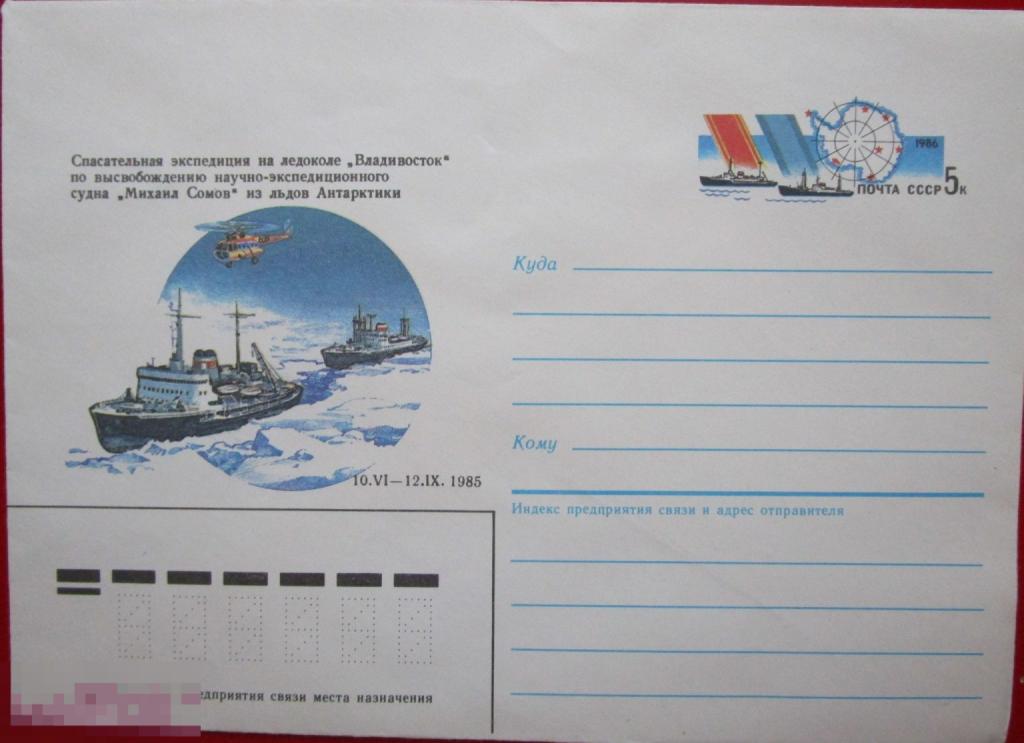 Спасательная экспедиция на ледоколе „Владивосток"
по высвобождению научно-экспедиционного
судна „Михаил Сомов" из льдов Антарктики
10.VI—12.IX. 1985
1986
ПОЧТА СССР 5 К
Куда
Кому
Индекс предприятия связи и адрес отправителя
связи места назначения